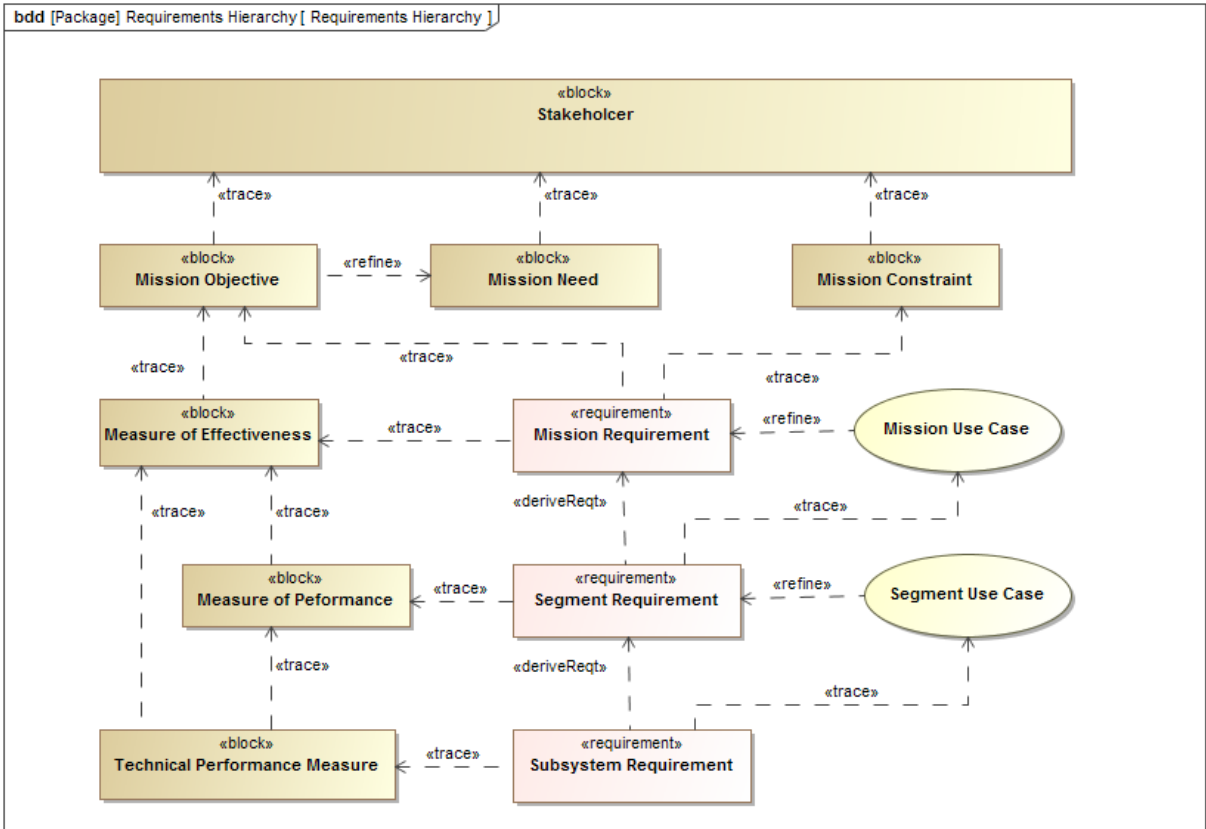 bdd [Package] Requirements Hierarchy [ Requirements Hierarchy ]
«block»
Stakeholcer
«trace»
«trace»
«trace»
«block»
Mission Objective
«refine»
«block»
Mission Need
«block»
Mission Constraint
«trace»
«trace»
«trace»
«block»
Measure of Effectiveness
«trace»
«requirement»
Mission Requirement
«refine»
Mission Use Case
«trace»
«trace»
«deriveReqt»
«trace»
«block»
Measure of Peformance
«trace»
«requirement»
Segment Requirement
«refine»
Segment Use Case
«trace»
«deriveReqt»
«trace»
«block»
Technical Performance Measure
«trace»
«requirement»
Subsystem Requirement